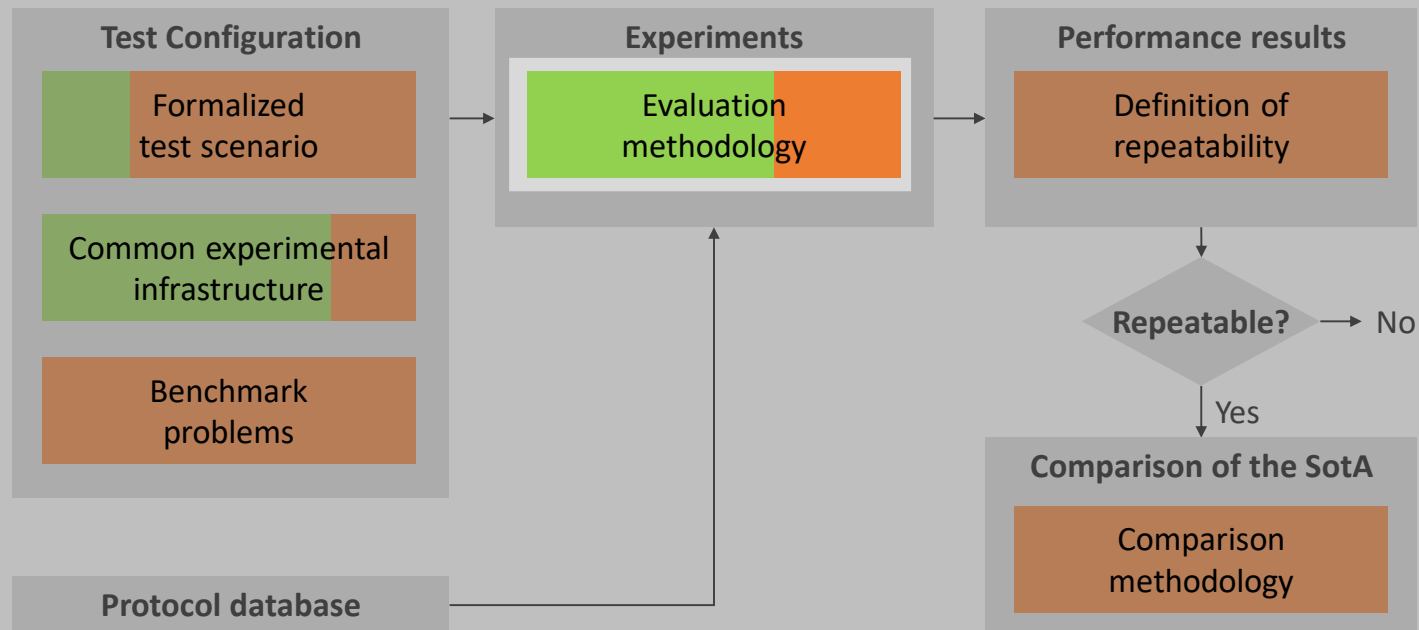 Test Configuration
Formalized
test scenario
Common experimental
infrastructure
Benchmark
problems
Protocol database
Experiments
Evaluation
methodology
Performance results
Definition of
repeatability
Repeatable?
No
Yes
Comparison of the SotA
Comparison
methodology